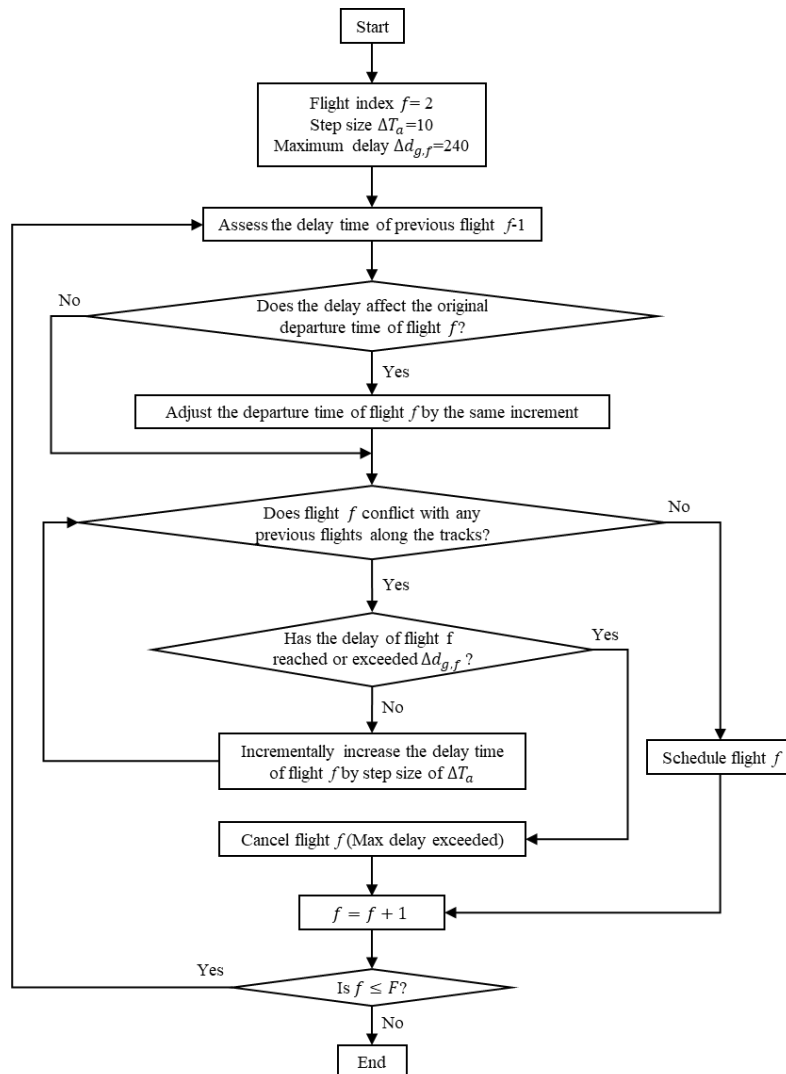 Start
Flight index f= 2
Step size ΔTₐ=10
Maximum delay Δd_{g,f}=240
Assess the delay time of previous flight f-1
No
Does the delay affect the original
departure time of flight f?
Yes
Adjust the departure time of flight f by the same increment
Does flight f conflict with any
previous flights along the tracks?
No
Yes
Has the delay of flight f
reached or exceeded Δd_{g,f} ?
Yes
No
Incrementally increase the delay time
of flight f by step size of ΔTₐ
Schedule flight f
Cancel flight f (Max delay exceeded)
f = f + 1
Yes
Is f ≤ F?
No
End